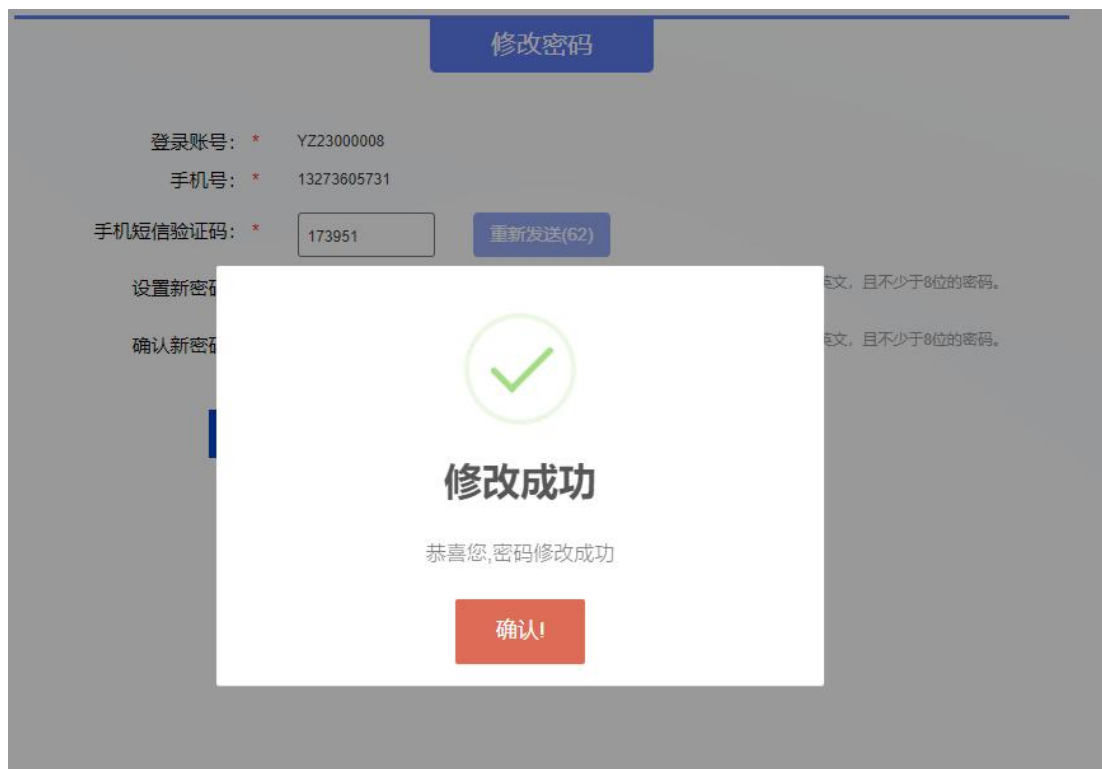 修改密码
登录账号： * YZ23000008
手机号： * 13273605731
手机短信验证码： * 173951 重新发送(62)
设置新密码 英文，且不少于8位的密码。
确认新密码 英文，且不少于8位的密码。
修改成功
恭喜您,密码修改成功
确认!